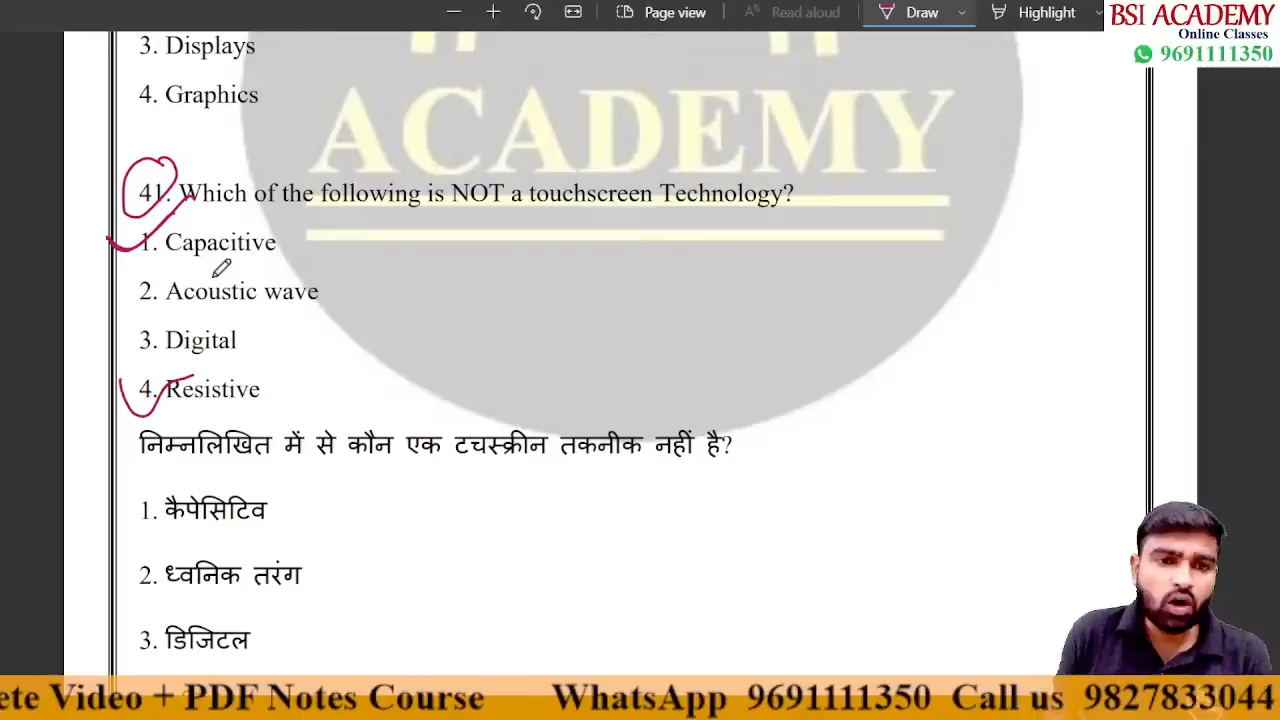 Page view
Read aloud
Draw
Highlight
BSI ACADEMY
Online Classes
9691111350
3. Displays
4. Graphics
ACADEMY
41. Which of the following is NOT a touchscreen Technology?
1. Capacitive
2. Acoustic wave
3. Digital
4. Resistive
निम्नलिखित में से कौन एक टचस्क्रीन तकनीक नहीं है?
1. कैपेसिटिव
2. ध्वनिक तरंग
3. डिजिटल
ete Video + PDF Notes Course WhatsApp 9691111350 Call us 9827833044